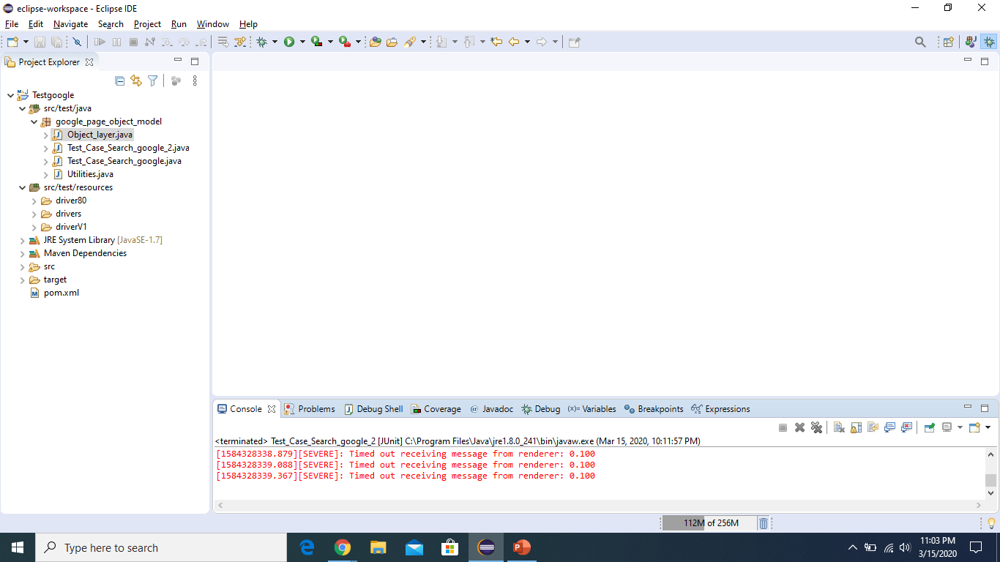 eclipse-workspace - Eclipse IDE
File Edit Navigate Search Project Run Window Help
Project Explorer
Testgoogle
src/test/java
google_page_object_model
Object_layer.java
Test_Case_Search_google_2.java
Test_Case_Search_google.java
Utilities.java
src/test/resources
driver80
drivers
driverV1
JRE System Library [JavaSE-1.7]
Maven Dependencies
src
target
pom.xml
Console Problems Debug Shell Coverage @ Javadoc Debug (x)= Variables Breakpoints Expressions
<terminated> Test_Case_Search_google_2 [JUnit] C:\Program Files\Java\jre1.8.0_241\bin\javaw.exe (Mar 15, 2020, 10:11:57 PM)
[1584328338.879][SEVERE]: Timed out receiving message from renderer: 0.100
[1584328339.088][SEVERE]: Timed out receiving message from renderer: 0.100
[1584328339.367][SEVERE]: Timed out receiving message from renderer: 0.100
112M of 256M
Type here to search
11:03 PM
3/15/2020